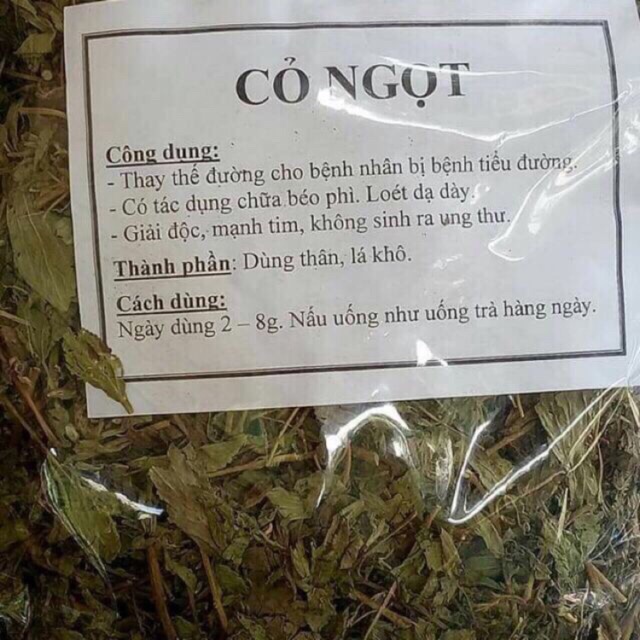 CỎ NGỌT
Công dụng:
- Thay thế đường cho bệnh nhân bị bệnh tiểu đường.
- Có tác dụng chữa béo phì. Loét dạ dày.
- Giải độc, mạnh tim, không sinh ra ung thư.
Thành phần: Dùng thân, lá khô.
Cách dùng:
Ngày dùng 2 – 8g. Nấu uống như uống trà hàng ngày.